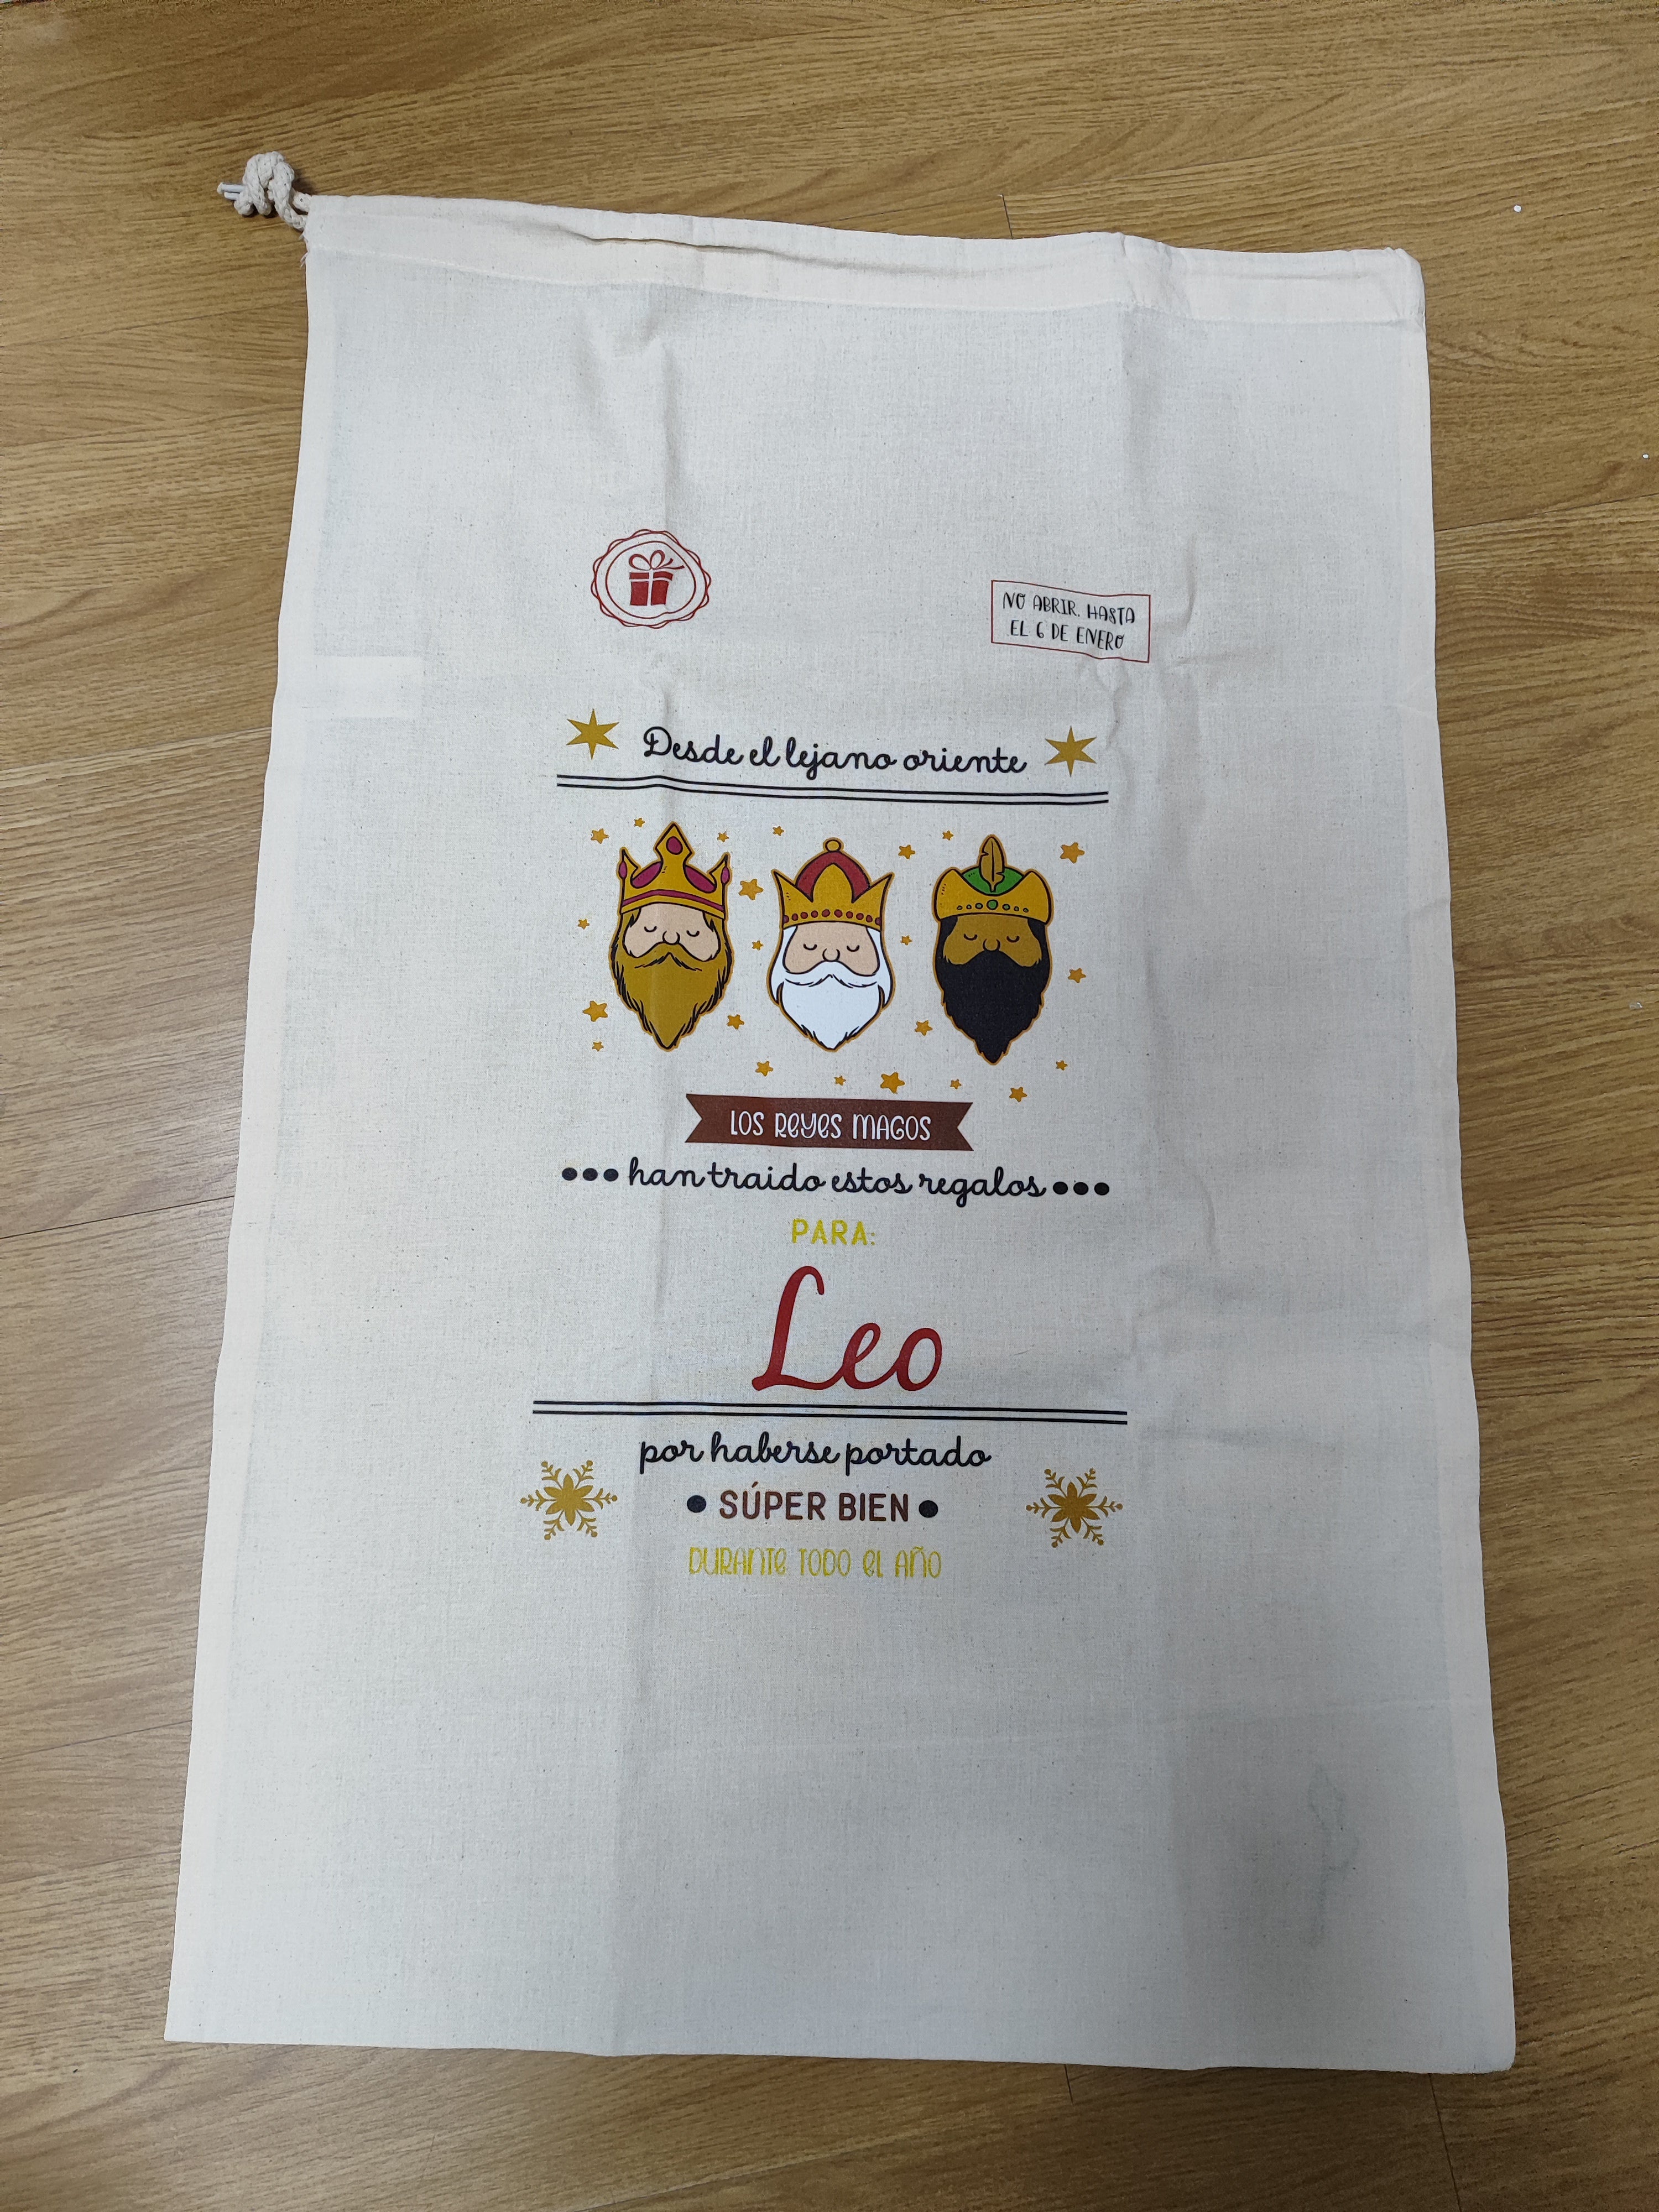 NO ABRIR. HASTA
EL 6 DE ENERO
Desde el lejano oriente
LOS REYES MAGOS
han traido estos regalos
PARA:
Leo
por haberse portado
SÚPER BIEN
DURANTE TODO EL AÑO